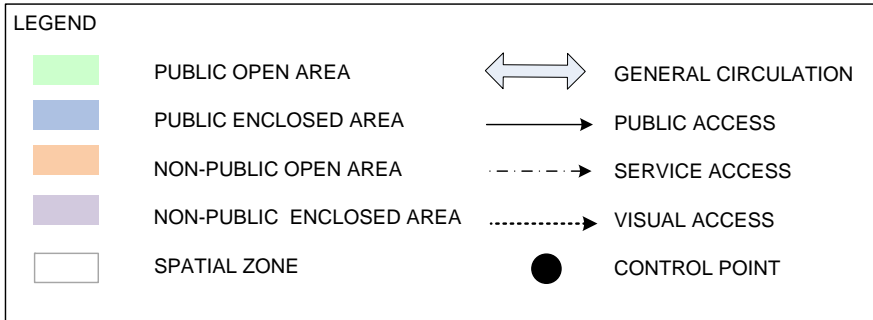 LEGEND
PUBLIC OPEN AREA
GENERAL CIRCULATION
PUBLIC ENCLOSED AREA
PUBLIC ACCESS
NON-PUBLIC OPEN AREA
SERVICE ACCESS
NON-PUBLIC  ENCLOSED AREA
VISUAL ACCESS
SPATIAL ZONE
CONTROL POINT